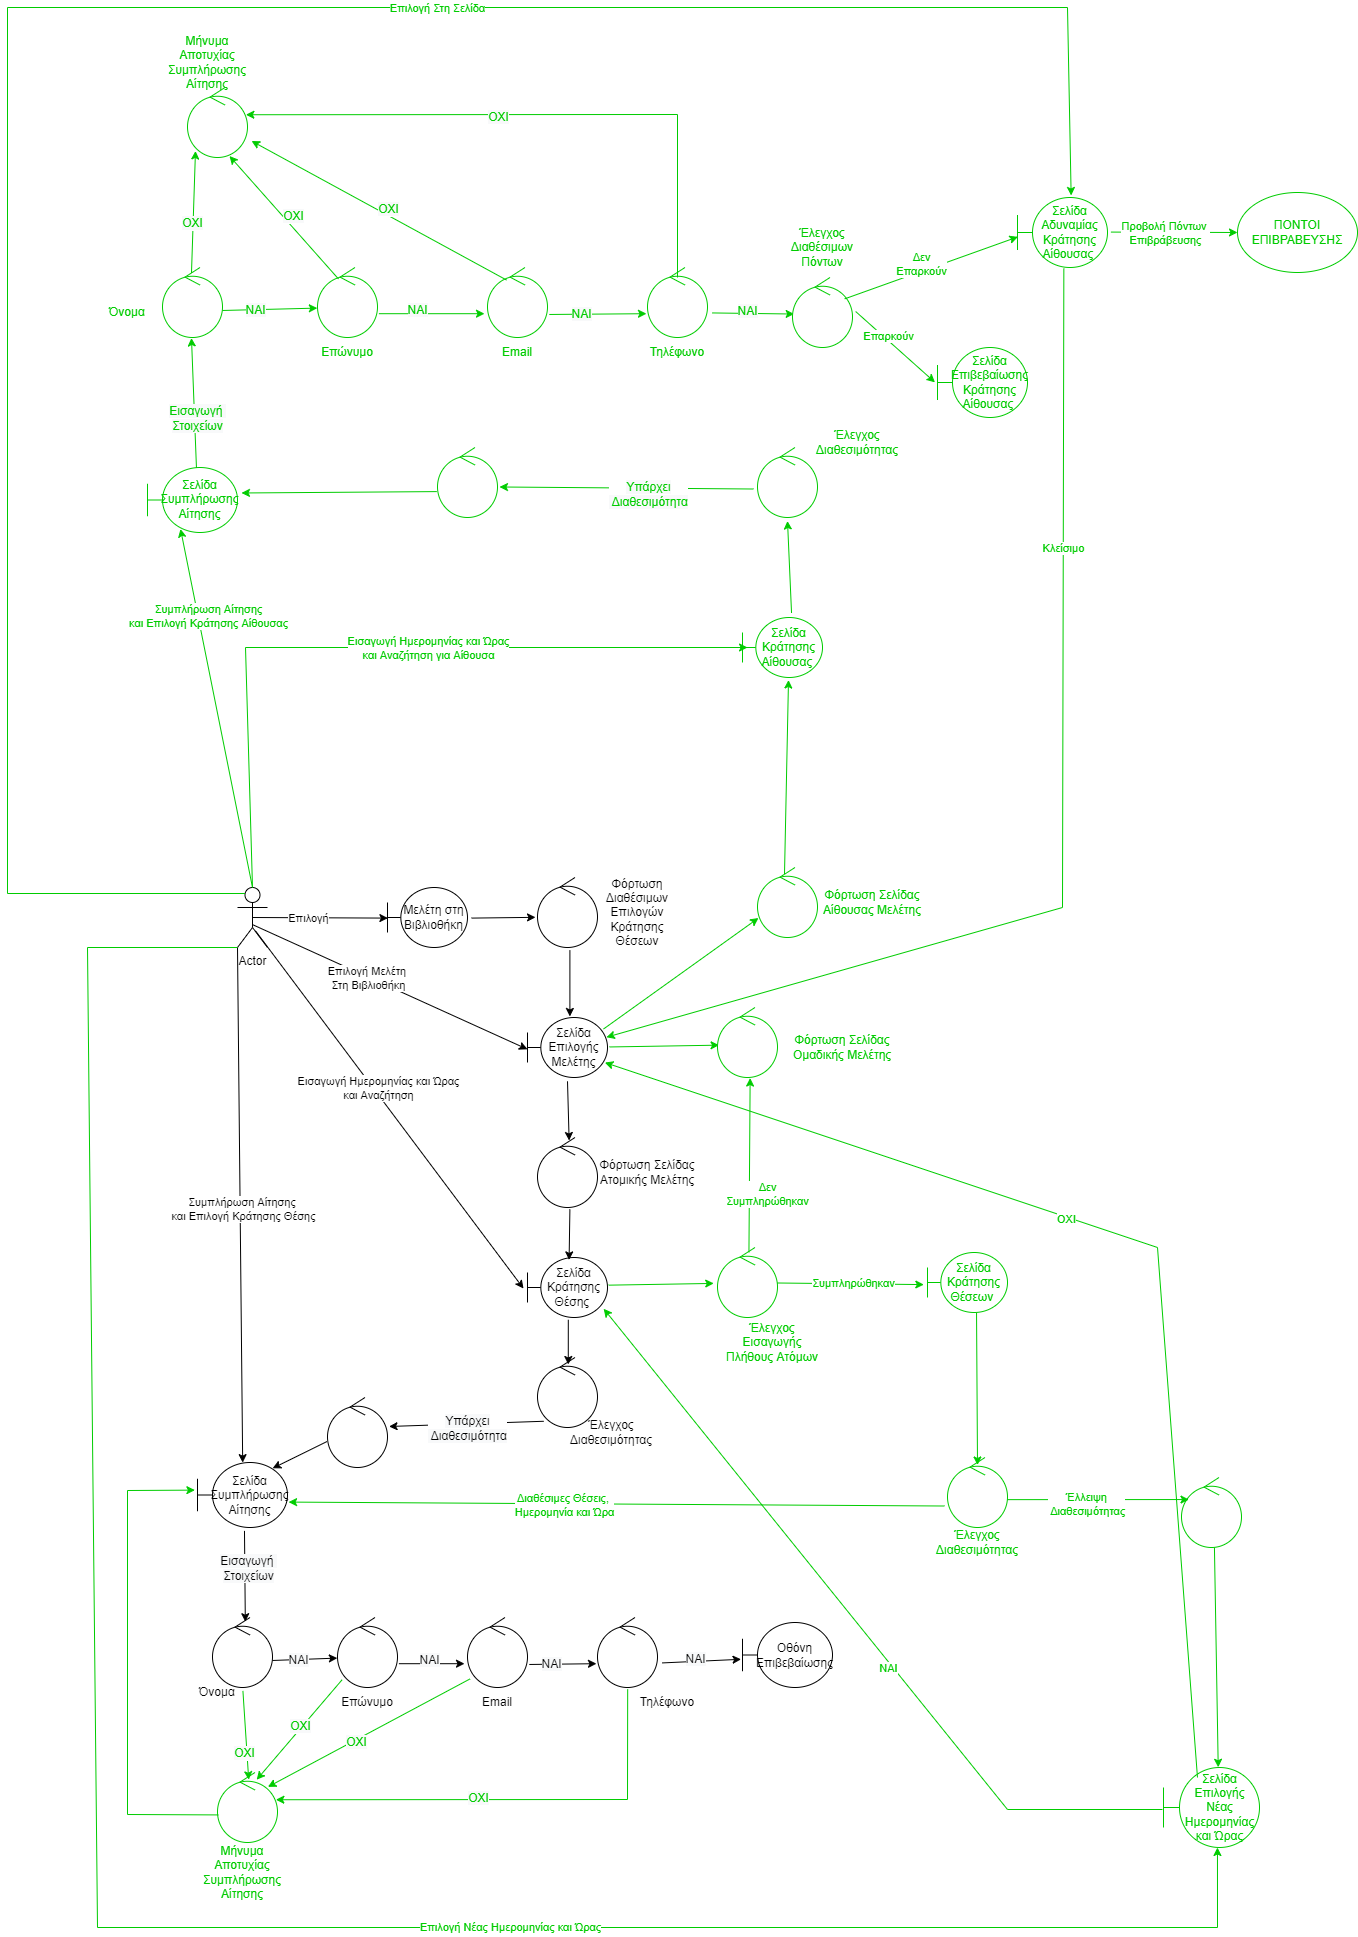 Επιλογή Στη Σελίδα
Μήνυμα
Αποτυχίας
Συμπλήρωσης
Αίτησης
ΟΧΙ
ΟΧΙ
ΟΧΙ
ΟΧΙ
Σελίδα
Αδυναμίας
Κράτησης
Αίθουσας
Προβολή Πόντων
Επιβράβευσης
ΠΟΝΤΟΙ
ΕΠΙΒΡΑΒΕΥΣΗΣ
Έλεγχος
Διαθέσιμων
Πόντων
Δεν
Επαρκούν
Επαρκούν
Όνομα
ΝΑΙ
Επώνυμο
ΝΑΙ
Email
ΝΑΙ
Τηλέφωνο
ΝΑΙ
Σελίδα
Επιβεβαίωσης
Κράτησης
Αίθουσας
Εισαγωγή
Στοιχείων
Σελίδα
Συμπλήρωσης
Αίτησης
Υπάρχει
Διαθεσιμότητα
Έλεγχος
Διαθεσιμότητας
Κλείσιμο
Συμπλήρωση Αίτησης
και Επιλογή Κράτησης Αίθουσας
Εισαγωγή Ημερομηνίας και Ώρας
και Αναζήτηση για Αίθουσα
Σελίδα
Κράτησης
Αίθουσας
Actor
Επιλογή
Μελέτη στη
Βιβλιοθήκη
Φόρτωση
Διαθέσιμων
Επιλογών
Κράτησης
Θέσεων
Φόρτωση Σελίδας
Αίθουσας Μελέτης
Επιλογή Μελέτη
Στη Βιβλιοθήκη
Σελίδα
Επιλογής
Μελέτης
Φόρτωση Σελίδας
Ομαδικής Μελέτης
Εισαγωγή Ημερομηνίας και Ώρας
και Αναζήτηση
Φόρτωση Σελίδας
Ατομικής Μελέτης
Δεν
Συμπληρώθηκαν
ΟΧΙ
Συμπλήρωση Αίτησης
και Επιλογή Κράτησης Θέσης
Σελίδα
Κράτησης
Θέσης
Έλεγχος
Εισαγωγής
Πλήθους Ατόμων
Συμπληρώθηκαν
Σελίδα
Κράτησης
Θέσεων
Έλεγχος
Διαθεσιμότητας
Υπάρχει
Διαθεσιμότητα
Σελίδα
Συμπλήρωσης
Αίτησης
Διαθέσιμες Θέσεις,
Ημερομηνία και Ώρα
Έλεγχος
Διαθεσιμότητας
Έλλειψη
Διαθεσιμότητας
Εισαγωγή
Στοιχείων
Όνομα
ΝΑΙ
Επώνυμο
ΝΑΙ
Email
ΝΑΙ
Τηλέφωνο
ΝΑΙ
Οθόνη
Επιβεβαίωσης
ΝΑΙ
ΟΧΙ
ΟΧΙ
ΟΧΙ
ΟΧΙ
Μήνυμα
Αποτυχίας
Συμπλήρωσης
Αίτησης
Σελίδα
Επιλογής
Νέας
Ημερομηνίας
και Ώρας
Επιλογή Νέας Ημερομηνίας και Ώρας